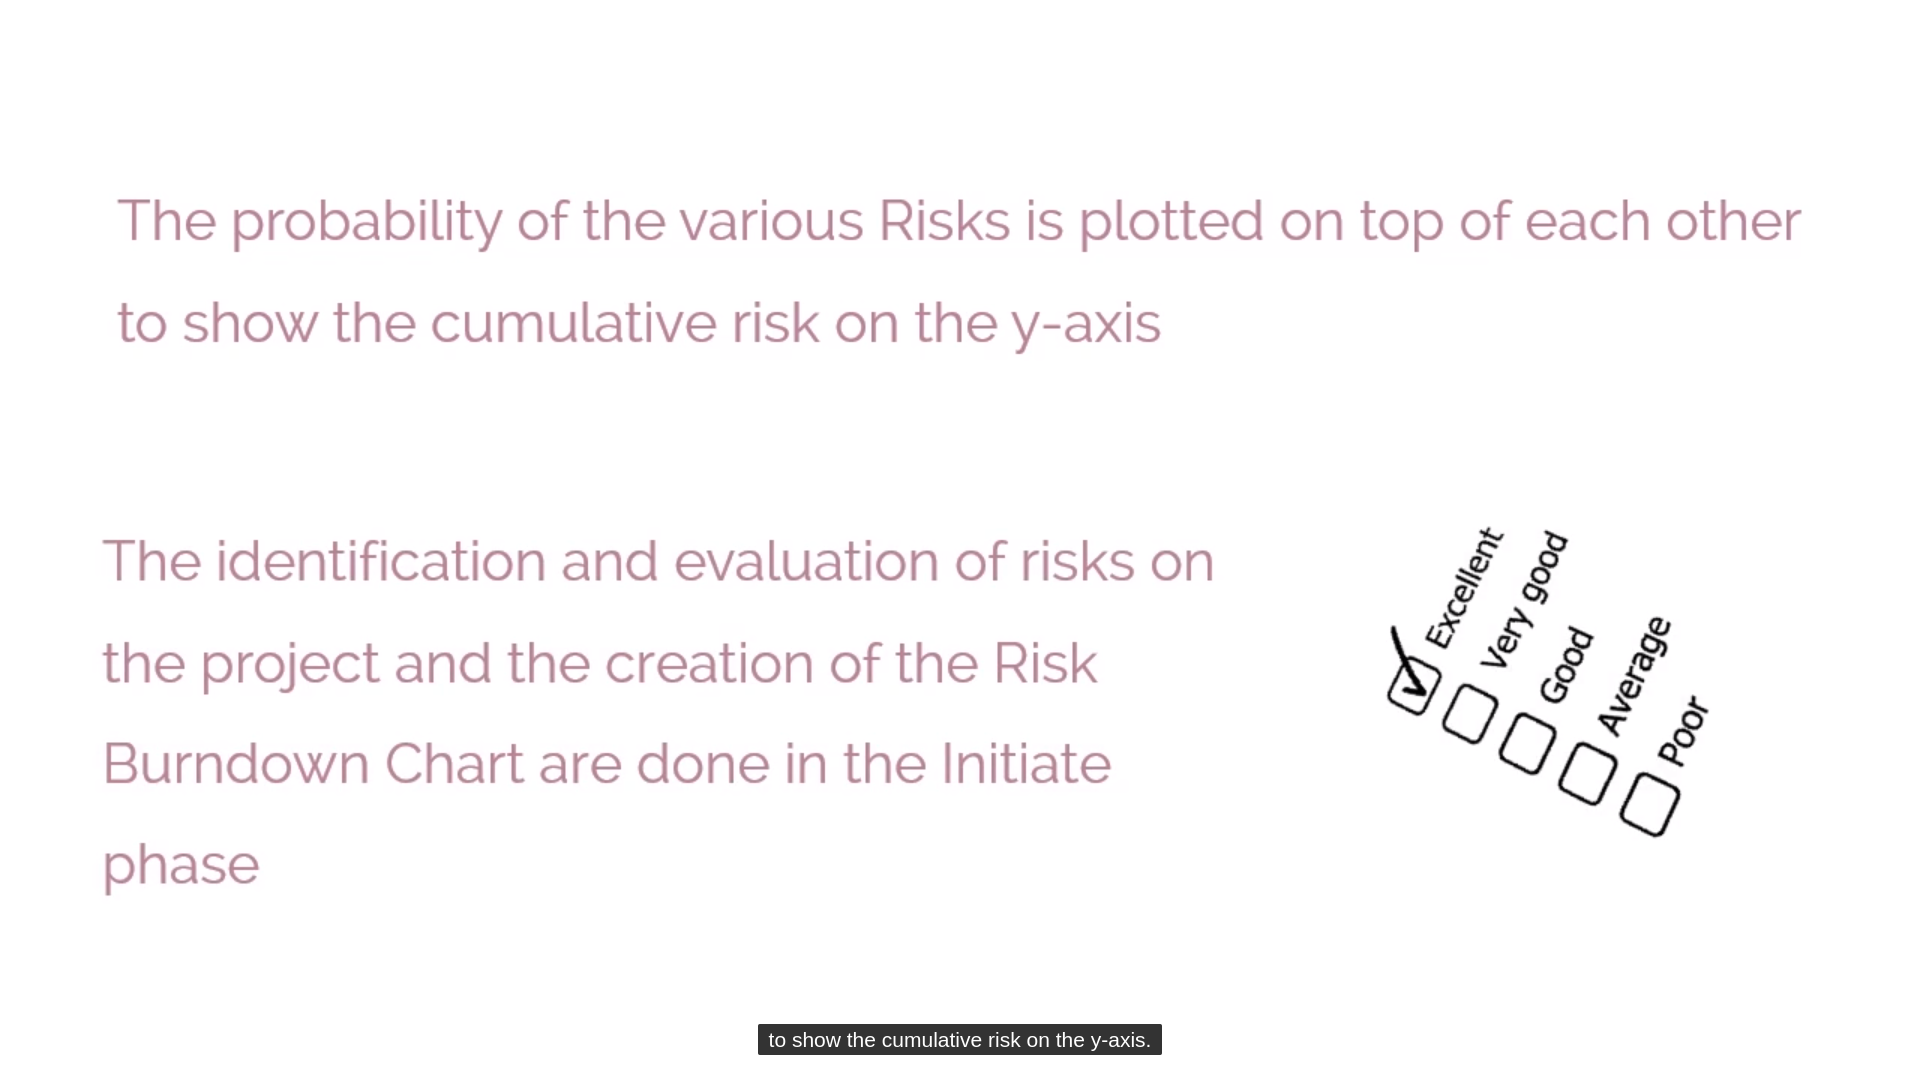 The probability of the various Risks is plotted on top of each other
to show the cumulative risk on the y-axis
The identification and evaluation of risks on
the project and the creation of the Risk
Burndown Chart are done in the Initiate
phase
Excellent
Very good
Good
Average
Poor
to show the cumulative risk on the y-axis.